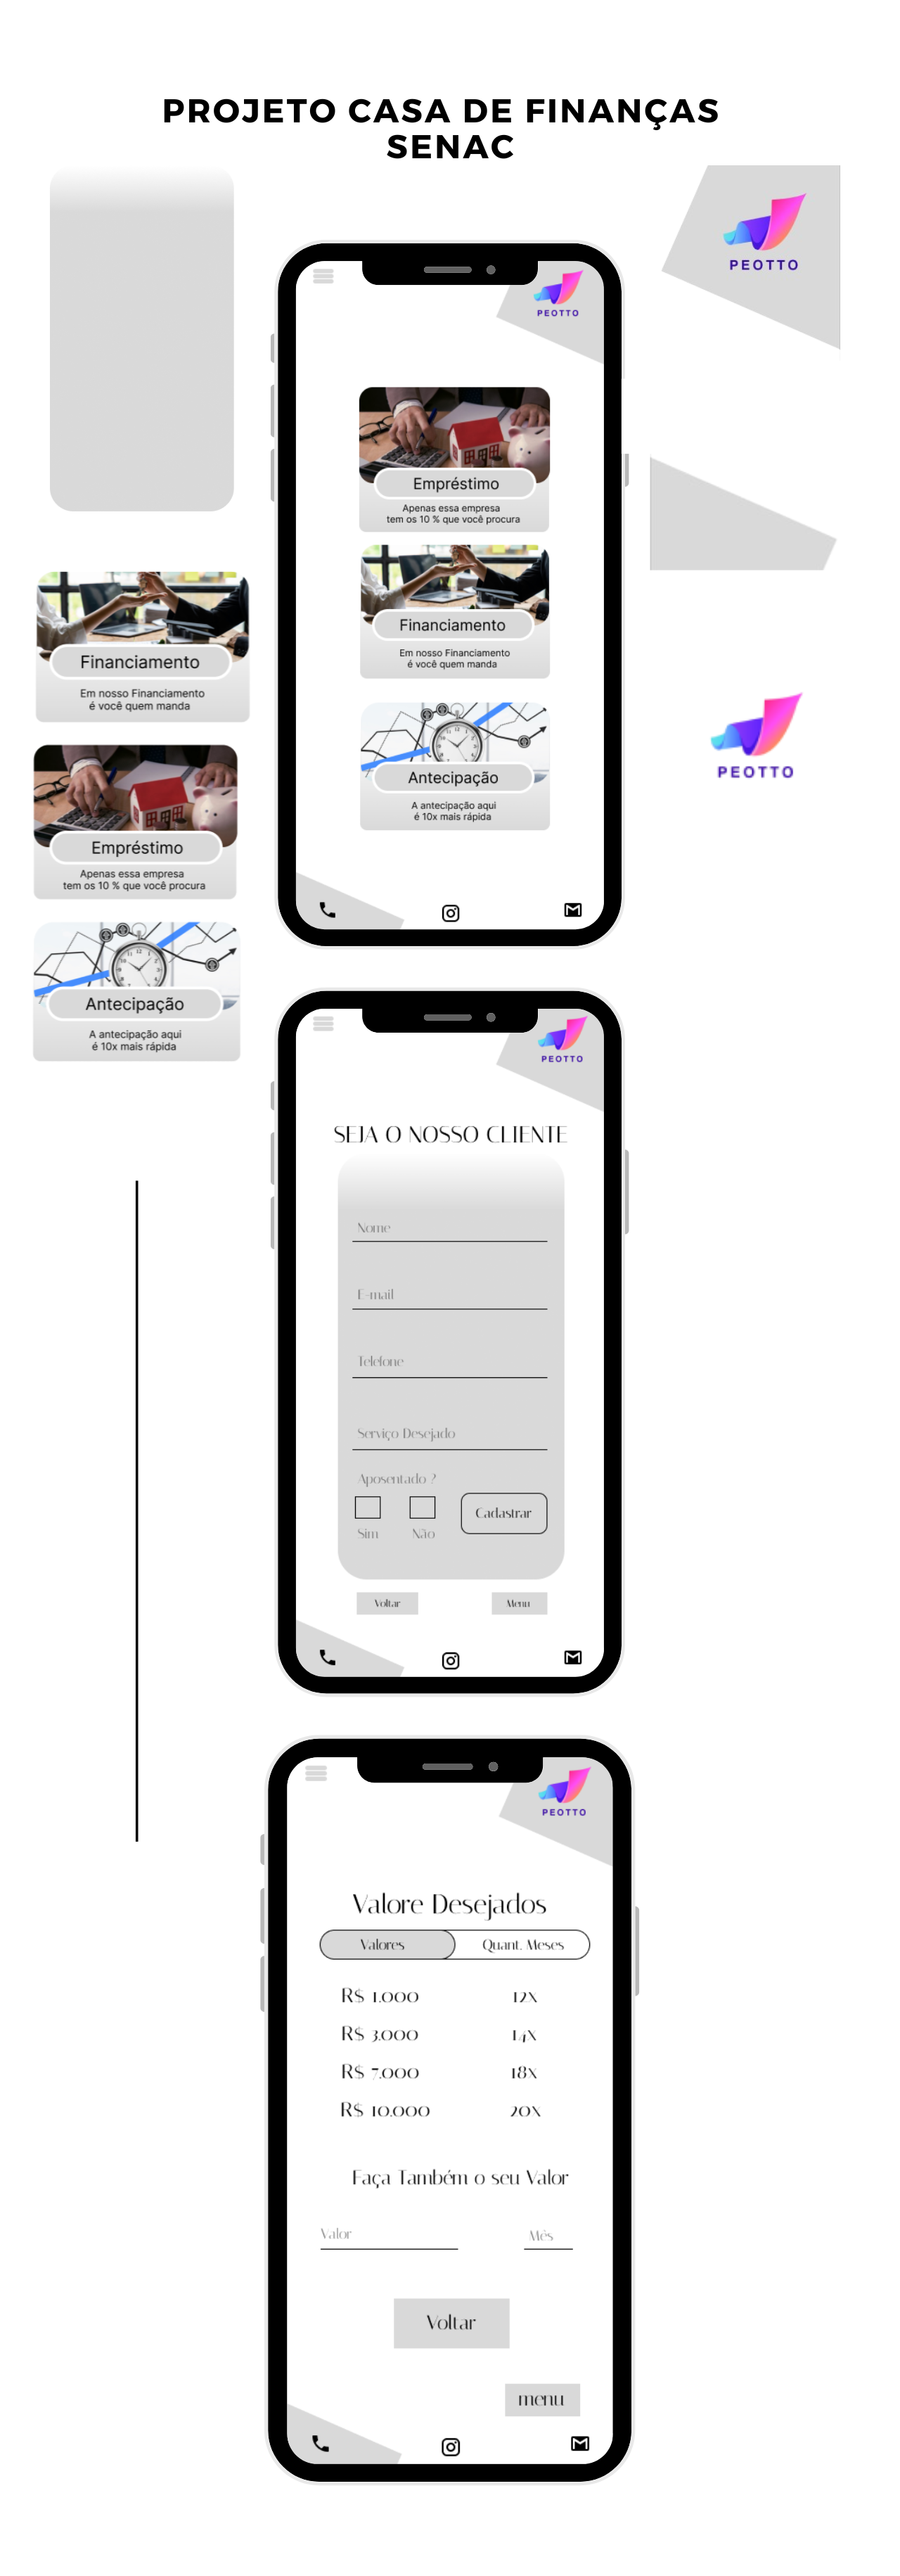 PROJETO CASA DE FINANÇAS
SENAC
PEOTTO
PEOTTO
Empréstimo
Apenas essa empresa
tem os 10 % que você procura
Financiamento
Em nosso Financiamento
é você quem manda
Antecipação
A antecipação aqui
é 10x mais rápida
Financiamento
Em nosso Financiamento
é você quem manda
Empréstimo
Apenas essa empresa
tem os 10 % que você procura
Antecipação
A antecipação aqui
é 10x mais rápida
PEOTTO
PEOTTO
SEJA O NOSSO CLIENTE
Nome
E-mail
Telefone
Serviço Desejado
Aposentado ?
Sim
Não
Cadastrar
Voltar
Menu
PEOTTO
Valore Desejados
Valores
Quant. Meses
R$ 1.000 12X
R$ 3.000 14X
R$ 7.000 18X
R$ 10.000 20X
Faça Também o seu Valor
Valor
Mês
Voltar
menu